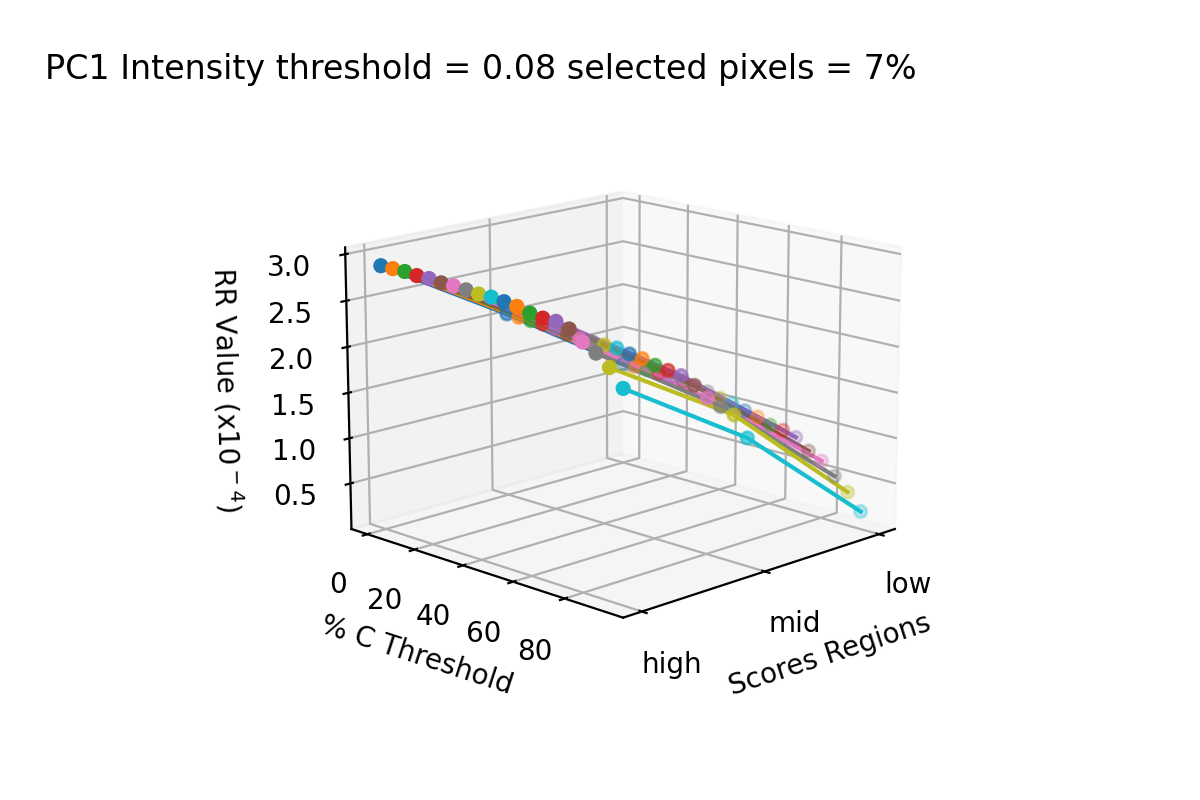 PC1 Intensity threshold = 0.08 selected pixels = 7%
RR Value (x10⁻⁴)
3.0
2.5
2.0
1.5
1.0
0.5
0
20
40
60
80
% C Threshold
high
mid
low
Scores Regions